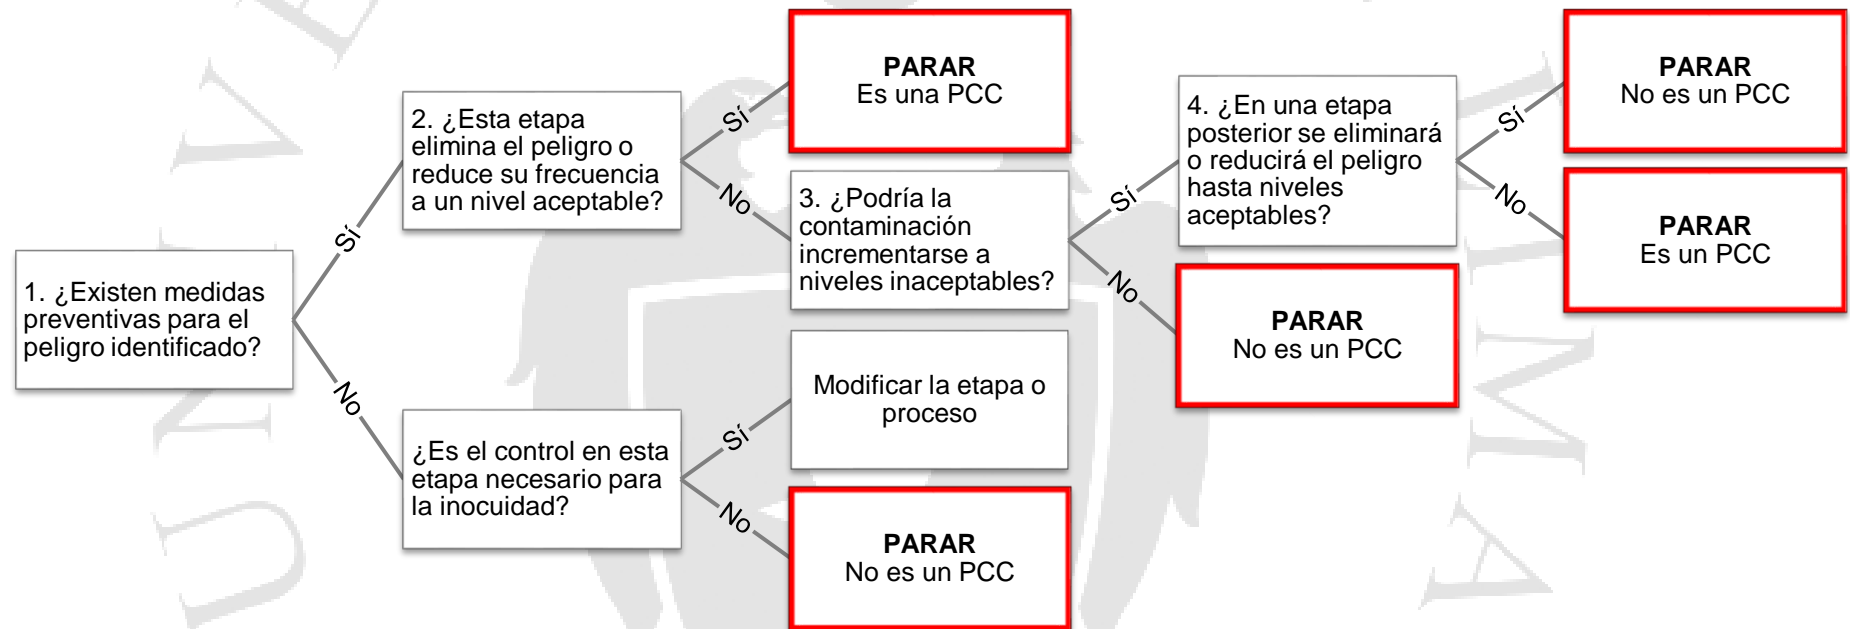 1. ¿Existen medidas
preventivas para el
peligro identificado?
Sí
No
2. ¿Esta etapa
elimina el peligro o
reduce su frecuencia
a un nivel aceptable?
Sí
No
PARAR
Es una PCC
3. ¿Podría la
contaminación
incrementarse a
niveles inaceptables?
Sí
No
4. ¿En una etapa
posterior se eliminará
o reducirá el peligro
hasta niveles
aceptables?
Sí
No
PARAR
No es un PCC
PARAR
Es un PCC
PARAR
No es un PCC
¿Es el control en esta
etapa necesario para
la inocuidad?
Sí
No
Modificar la etapa o
proceso
PARAR
No es un PCC